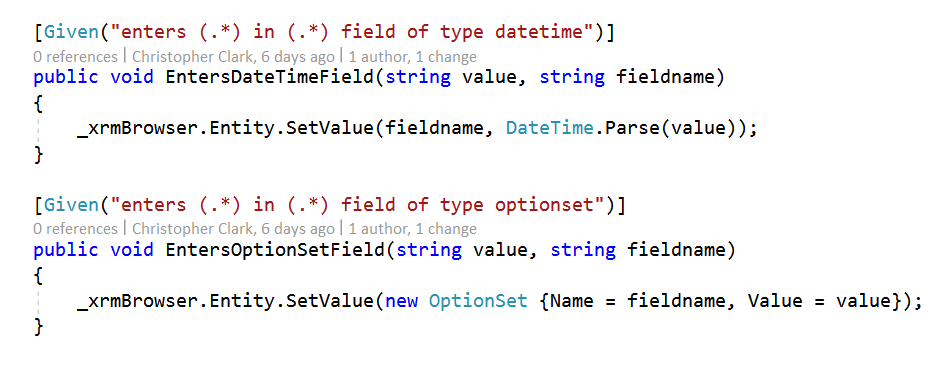 [Given("enters (.*) in (.*) field of type datetime")]
0 references | Christopher Clark, 6 days ago | 1 author, 1 change
public void EntersDateTimeField(string value, string fieldname)
{
    _xrmBrowser.Entity.SetValue(fieldname, DateTime.Parse(value));
}
[Given("enters (.*) in (.*) field of type optionset")]
0 references | Christopher Clark, 6 days ago | 1 author, 1 change
public void EntersOptionSetField(string value, string fieldname)
{
    _xrmBrowser.Entity.SetValue(new OptionSet {Name = fieldname, Value = value});
}